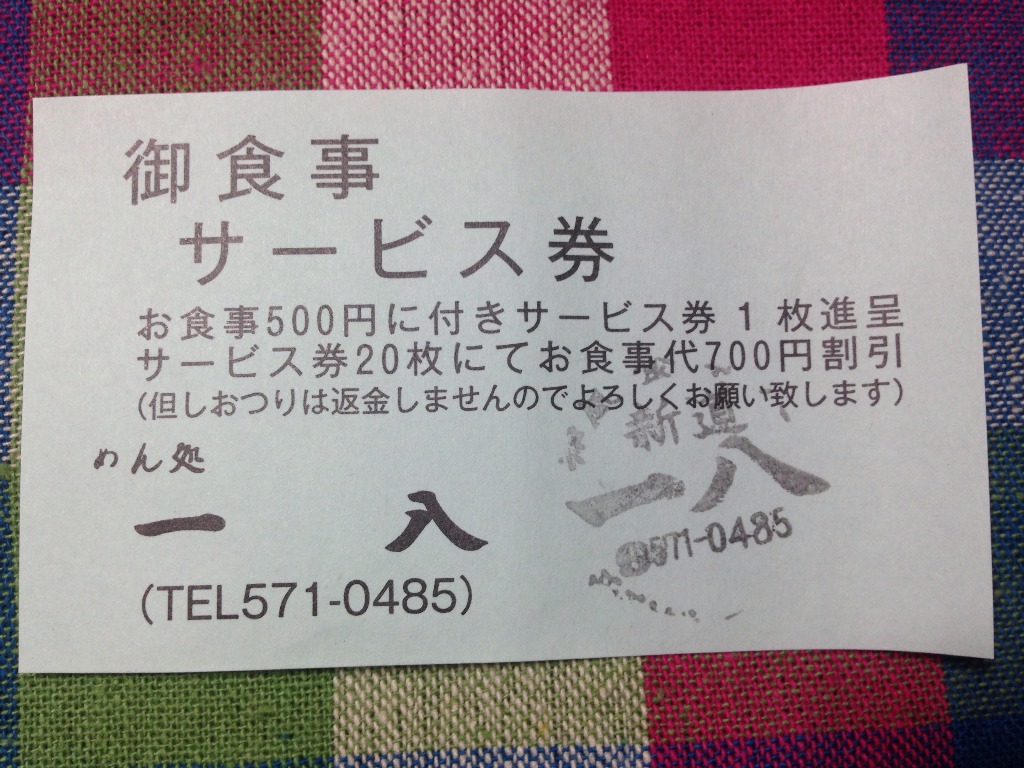 御食事
サービス券
お食事500円に付きサービス券1枚進呈
サービス券20枚にてお食事代700円割引
(但しおつりは返金しませんのでよろしくお願い致します)
めん処
一八
(TEL571-0485)
一八
571-0485